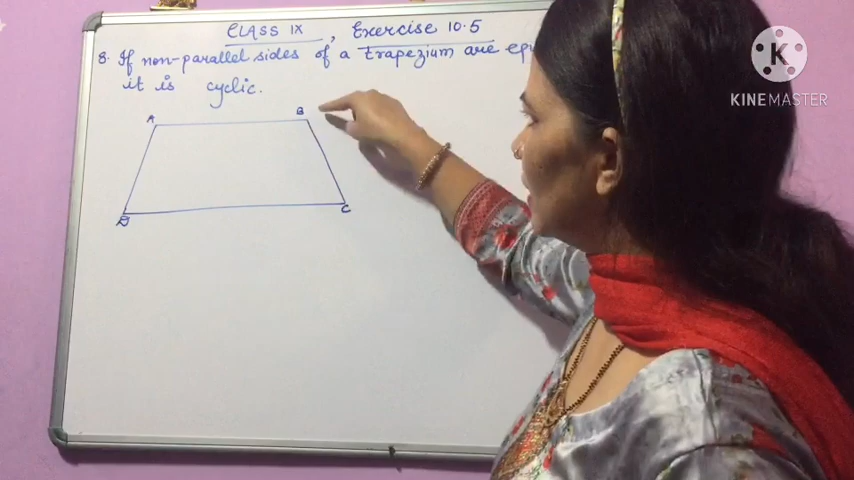 CLASS IX, Exercise 10.5
8. If non-parallel sides of a trapezium are
it is cyclic.
A
B
D
C
K
KINEMASTER